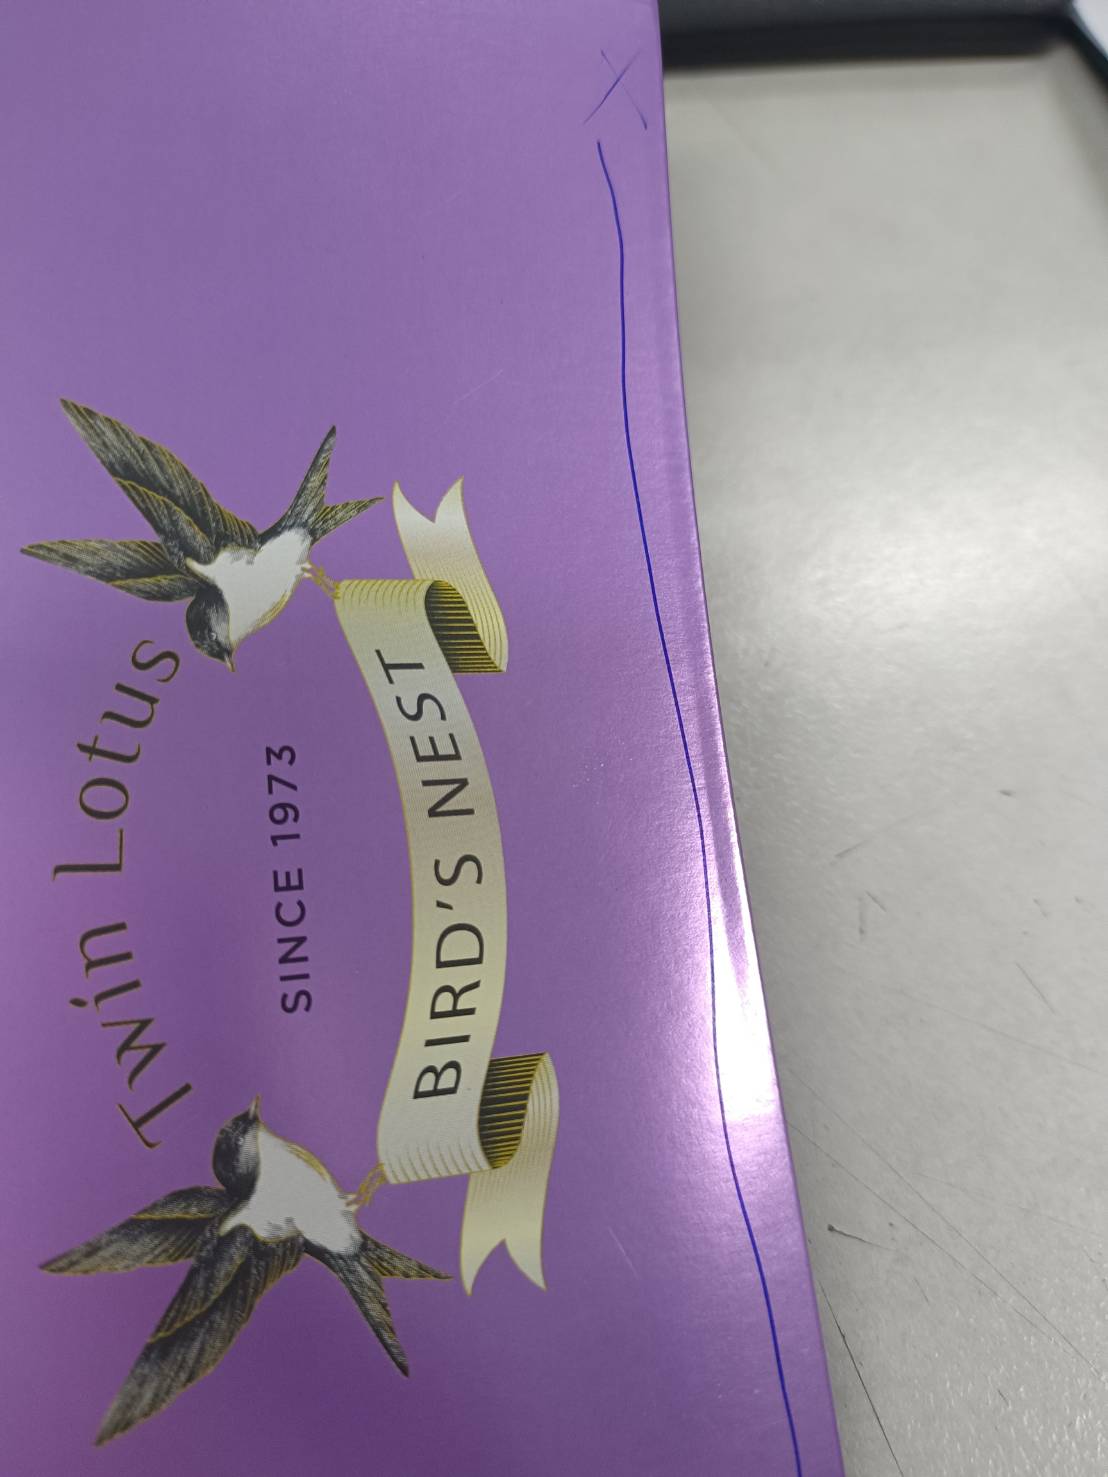 Twin Lotus
SINCE 1973
BIRD'S NEST